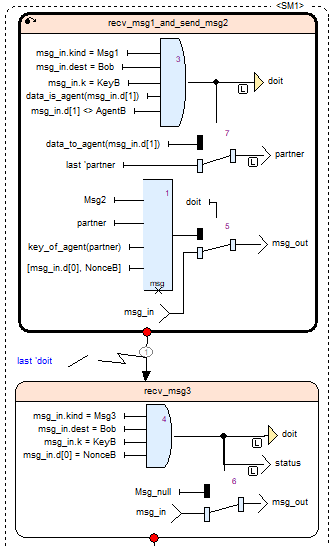 <SM1>
recv_msg1_and_send_msg2
msg_in.kind = Msg1
msg_in.dest = Bob
3
msg_in.k = KeyB
doit
data_is_agent(msg_in.d[1])
L
msg_in.d[1] <> AgentB
7
data_to_agent(msg_in.d[1])
last 'partner
partner
L
1
Msg2
doit
partner
5
key_of_agent(partner)
msg_out
[msg_in.d[0], NonceB]
msg
msg_in
1
last 'doit
recv_msg3
msg_in.kind = Msg3
msg_in.dest = Bob
4
doit
msg_in.k = KeyB
L
msg_in.d[0] = NonceB
status
L
6
Msg_null
msg_out
msg_in